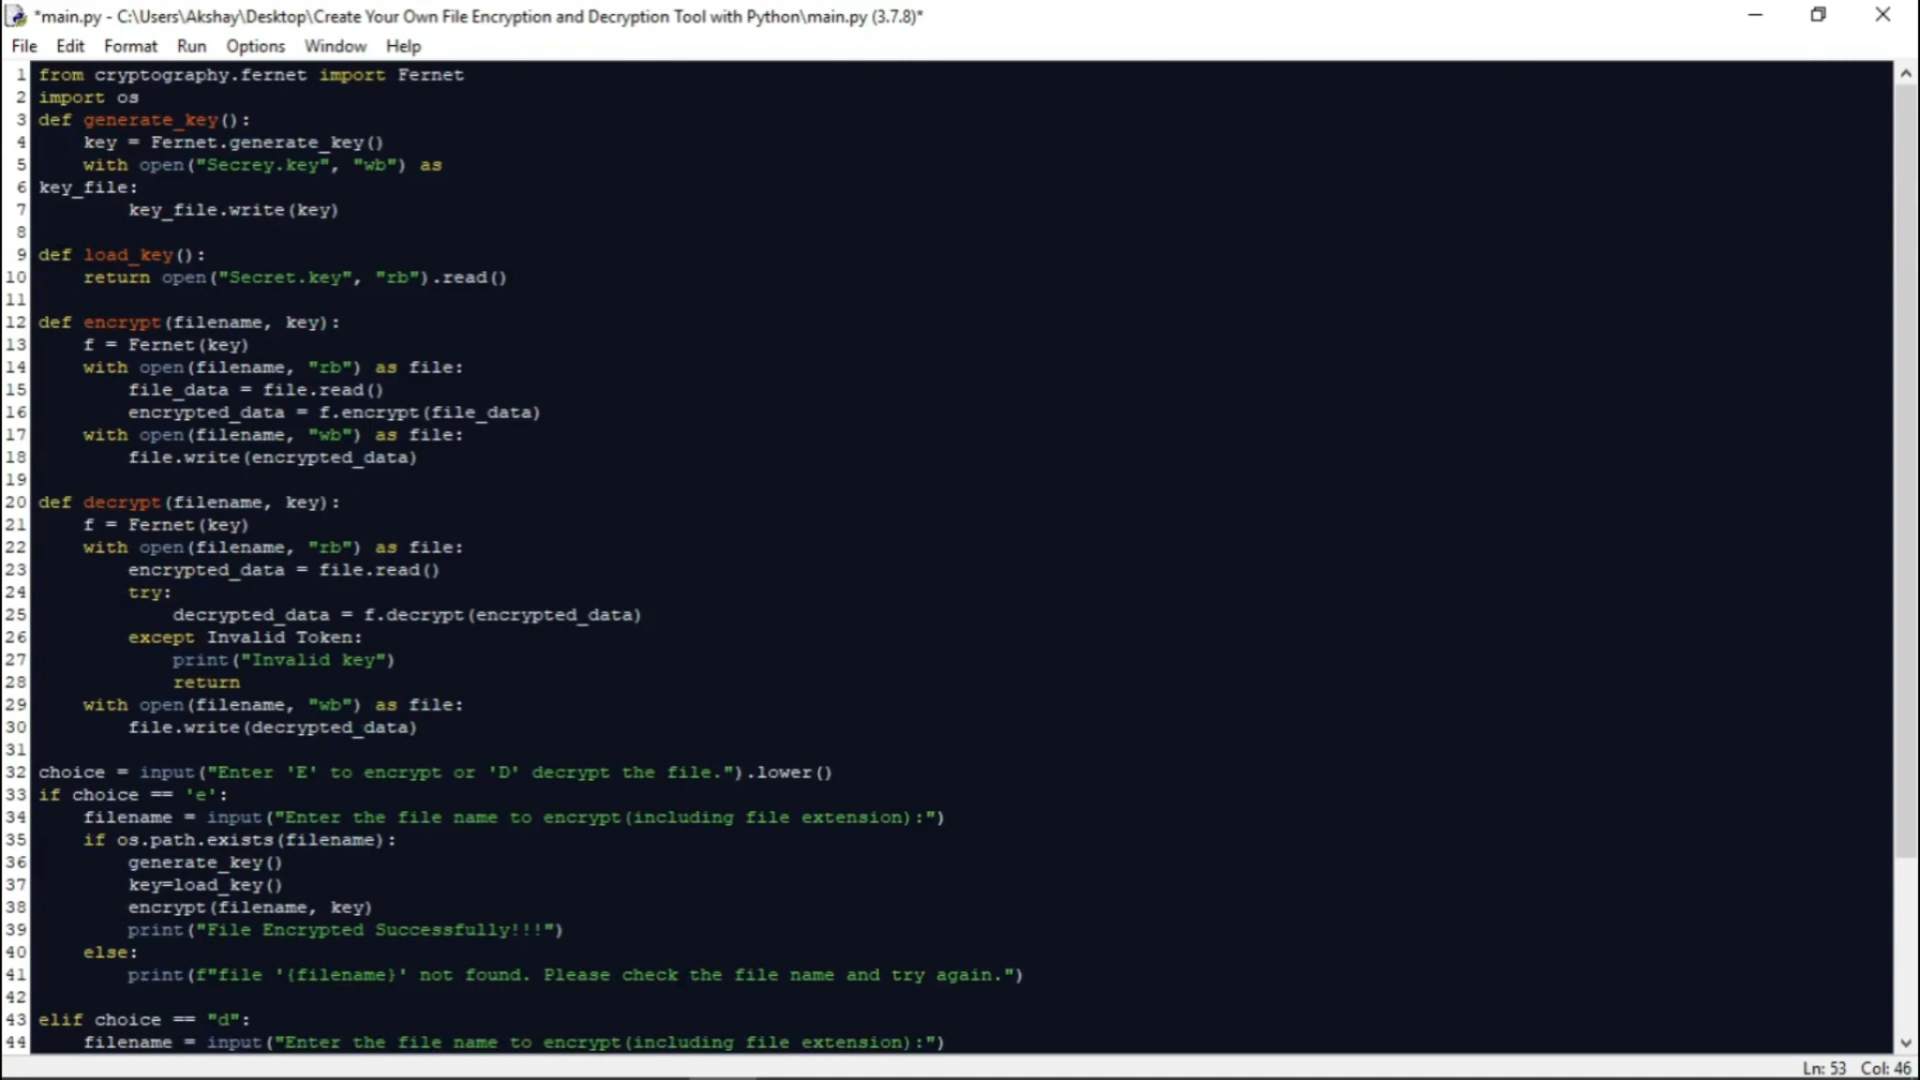 *main.py - C:\Users\Akshay\Desktop\Create Your Own File Encryption and Decryption Tool with Python\main.py (3.7.8)*
File Edit Format Run Options Window Help
1 from cryptography.fernet import Fernet
2 import os
3 def generate_key():
4     key = Fernet.generate_key()
5     with open("Secrey.key", "wb") as
6 key_file:
7         key_file.write(key)
8
9 def load_key():
10     return open("Secret.key", "rb").read()
11
12 def encrypt(filename, key):
13     f = Fernet(key)
14     with open(filename, "rb") as file:
15         file_data = file.read()
16         encrypted_data = f.encrypt(file_data)
17     with open(filename, "wb") as file:
18         file.write(encrypted_data)
19
20 def decrypt(filename, key):
21     f = Fernet(key)
22     with open(filename, "rb") as file:
23         encrypted_data = file.read()
24         try:
25             decrypted_data = f.decrypt(encrypted_data)
26         except Invalid Token:
27             print("Invalid key")
28             return
29     with open(filename, "wb") as file:
30         file.write(decrypted_data)
31
32 choice = input("Enter 'E' to encrypt or 'D' decrypt the file.").lower()
33 if choice == 'e':
34     filename = input("Enter the file name to encrypt(including file extension):")
35     if os.path.exists(filename):
36         generate_key()
37         key=load_key()
38         encrypt(filename, key)
39         print("File Encrypted Successfully!!!")
40     else:
41         print(f"file '{filename}' not found. Please check the file name and try again.")
42
43 elif choice == "d":
44     filename = input("Enter the file name to encrypt(including file extension):")
Ln: 53 Col: 46